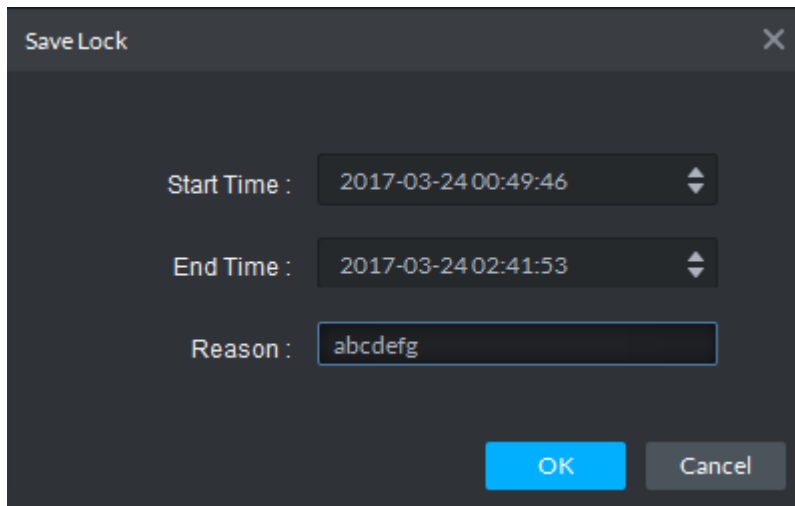 Save Lock
Start Time : 2017-03-24 00:49:46
End Time : 2017-03-24 02:41:53
Reason : abcdefg
OK Cancel